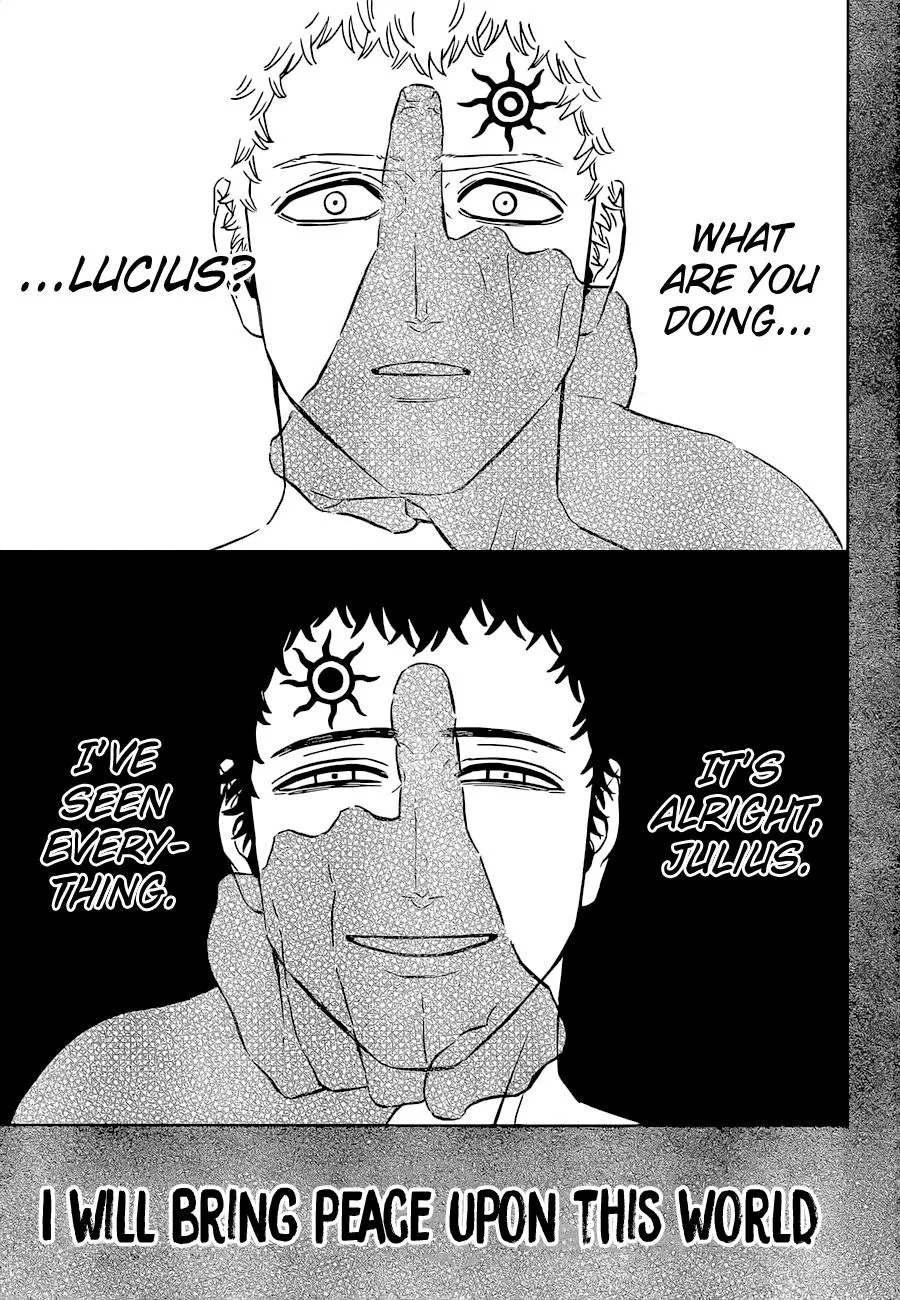 WHAT
ARE YOU
DOING...
...LUCIUS?
IT'S
ALRIGHT,
JULIUS.
I'VE
SEEN
EVERY-
THING.
I WILL BRING PEACE UPON THIS WORLD